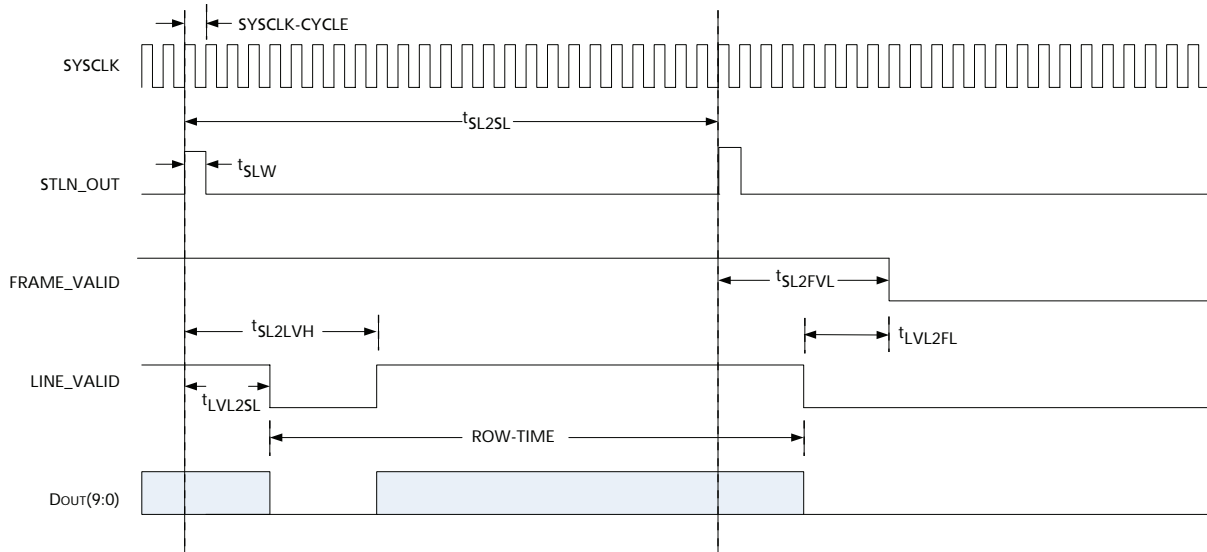 SYSCLK-CYCLE
SYSCLK
tSL2SL
tSLW
STLN_OUT
FRAME_VALID
tSL2FVL
tSL2LVH
tLVL2FL
LINE_VALID
tLVL2SL
ROW-TIME
DOUT(9:0)